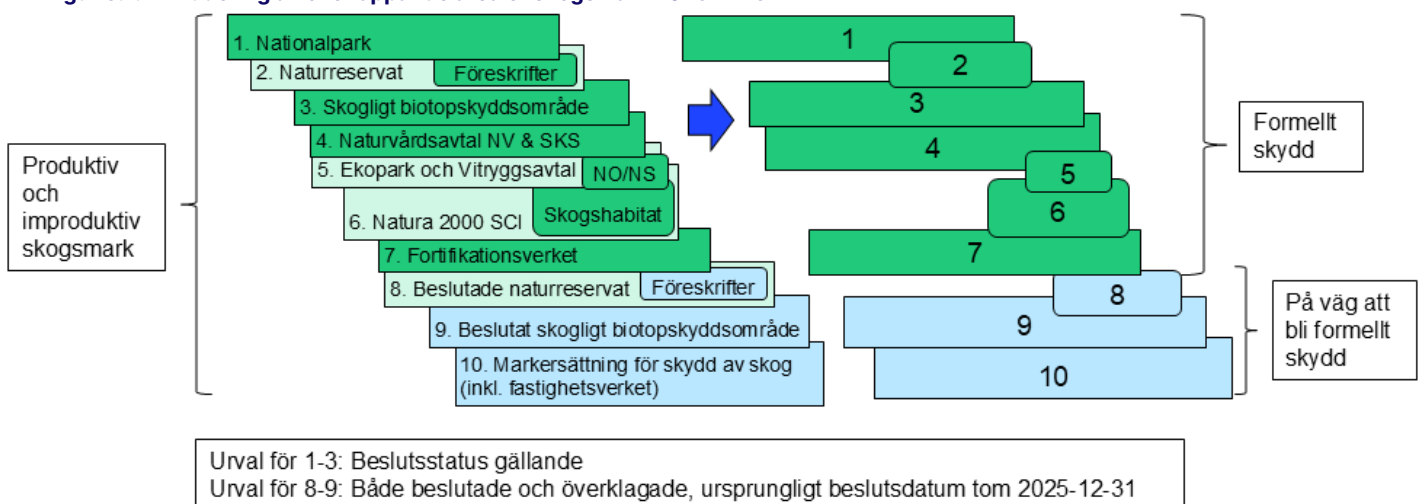 Produktiv
och
improduktiv
skogsmark
1. Nationalpark
2. Naturreservat
Föreskrifter
3. Skogligt biotopskyddsområde
4. Naturvårdsavtal NV & SKS
5. Ekopark och Vitryggsavtal
NO/NS
6. Natura 2000 SCI
Skogshabitat
7. Fortifikationsverket
8. Beslutade naturreservat
Föreskrifter
9. Beslutat skogligt biotopskyddsområde
10. Markersättning för skydd av skog
(inkl. fastighetsverket)
1
2
3
4
5
6
7
8
9
10
Formellt
skydd
På väg att
bli formellt
skydd
Urval för 1-3: Beslutsstatus gällande
Urval för 8-9: Både beslutade och överklagade, ursprungligt beslutsdatum tom 2025-12-31